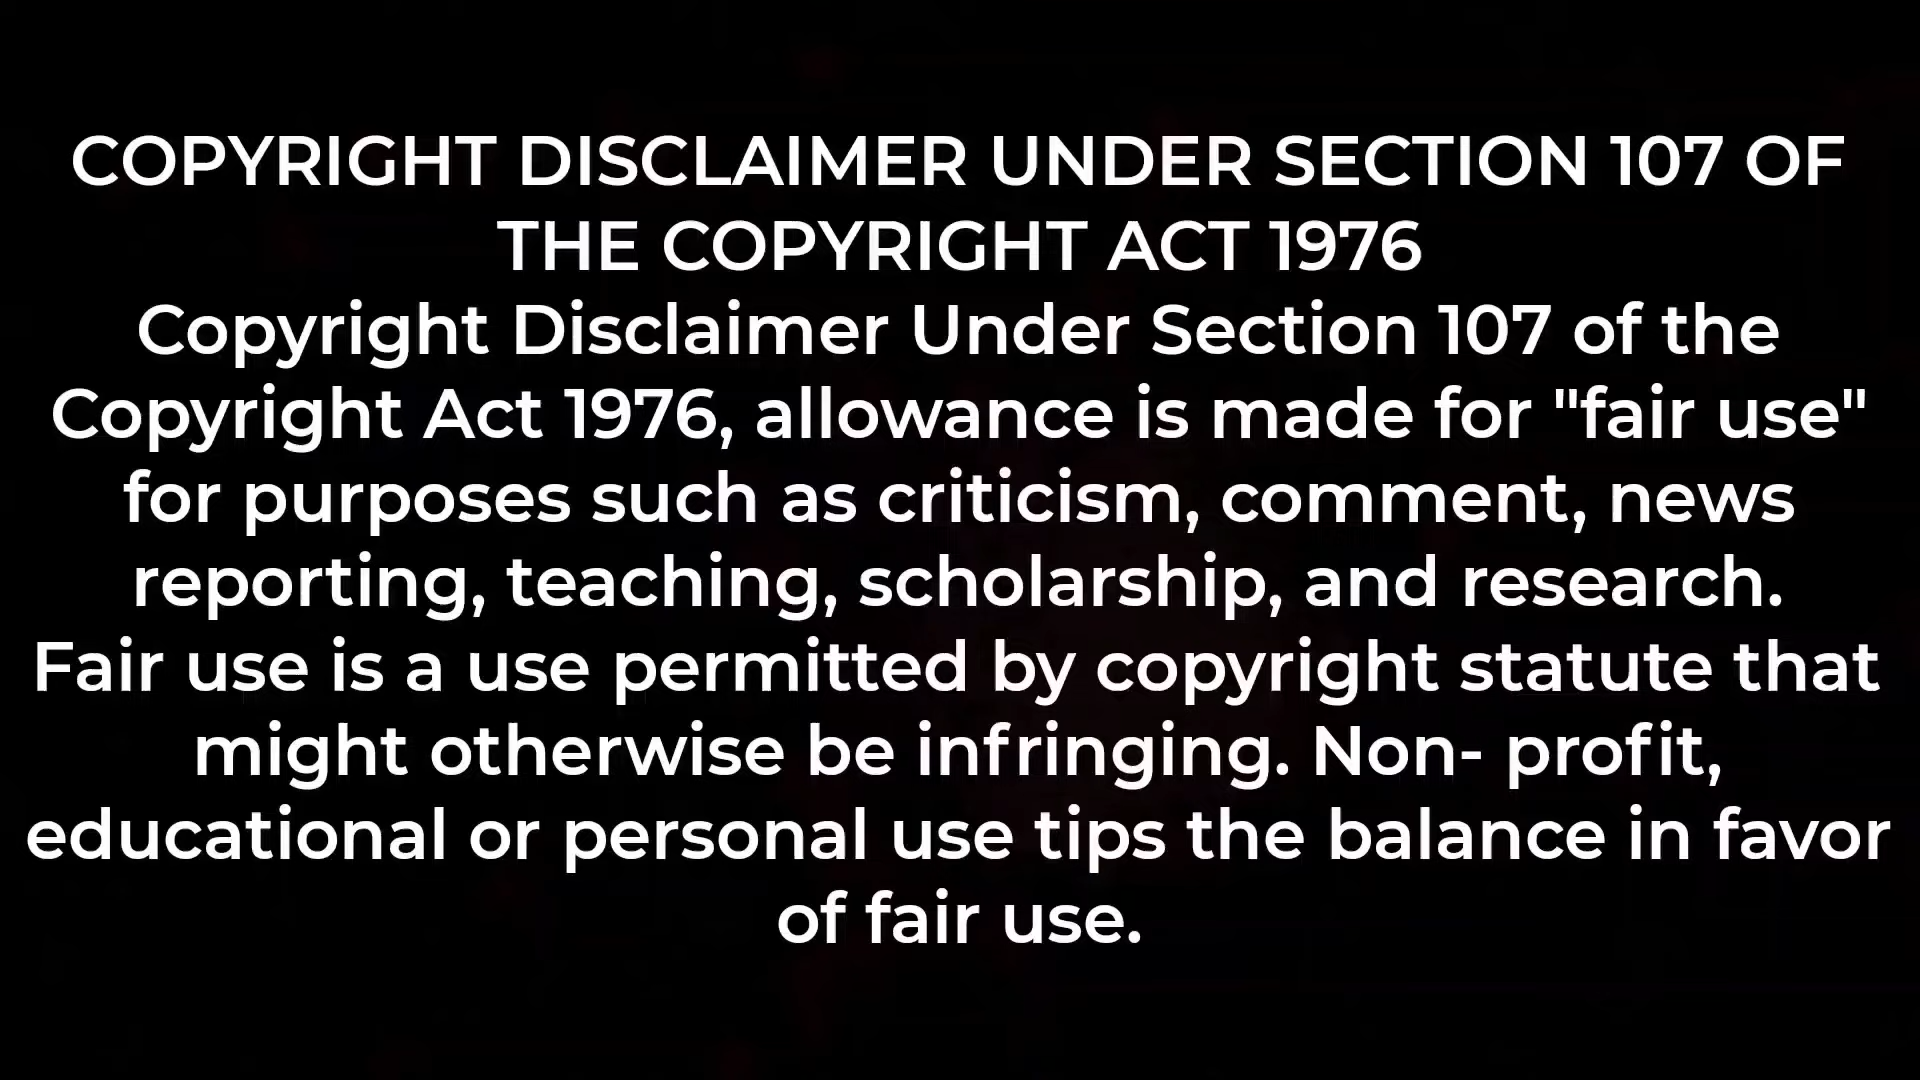 COPYRIGHT DISCLAIMER UNDER SECTION 107 OF
THE COPYRIGHT ACT 1976
Copyright Disclaimer Under Section 107 of the
Copyright Act 1976, allowance is made for "fair use"
for purposes such as criticism, comment, news
reporting, teaching, scholarship, and research.
Fair use is a use permitted by copyright statute that
might otherwise be infringing. Non- profit,
educational or personal use tips the balance in favor
of fair use.